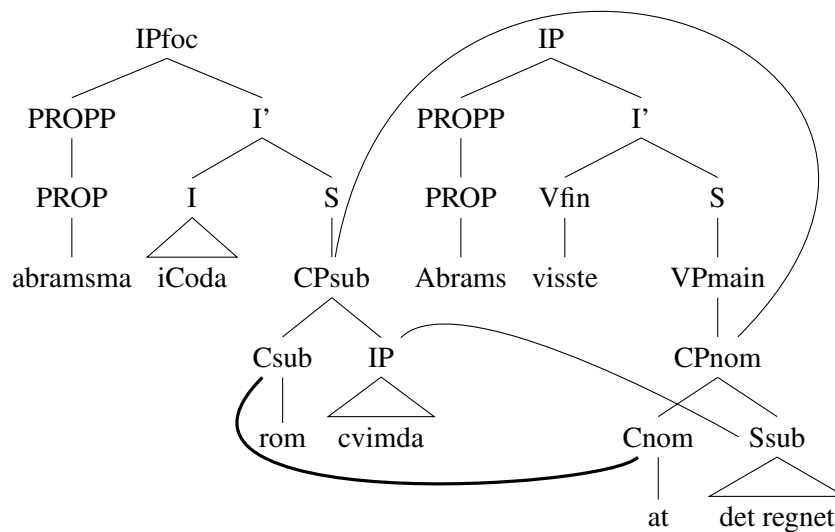 IPfoc IP
PROPP I’ PROPP I’
PROP I S PROP Vfin S
abramsma iCoda CPsub Abrams visste VPmain
Csub IP CPnom
rom cvimda Cnom Ssub
at det regnet